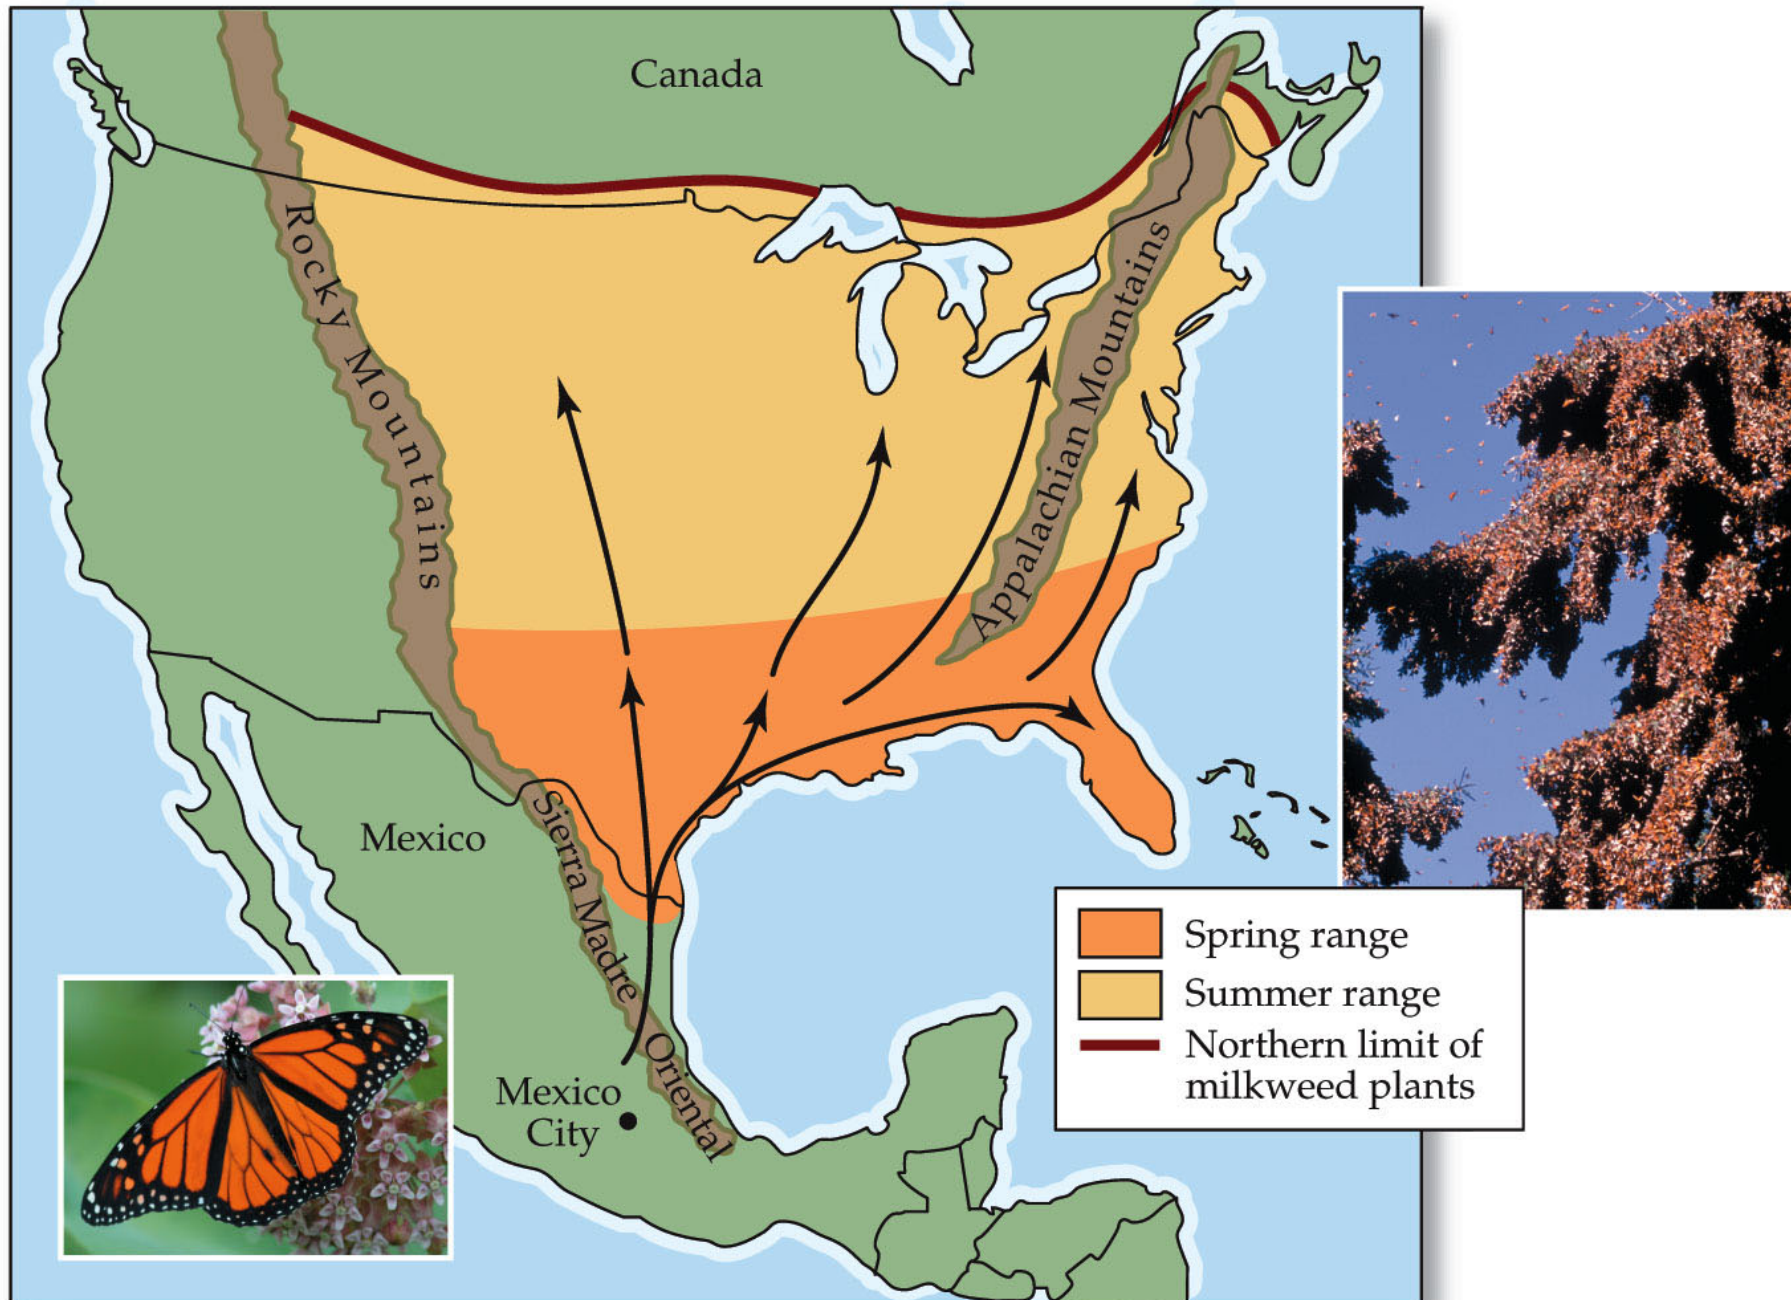 Canada
Rocky Mountains
Appalachian Mountains
Mexico
Sierra Madre Oriental
Mexico
City
Spring range
Summer range
Northern limit of
milkweed plants